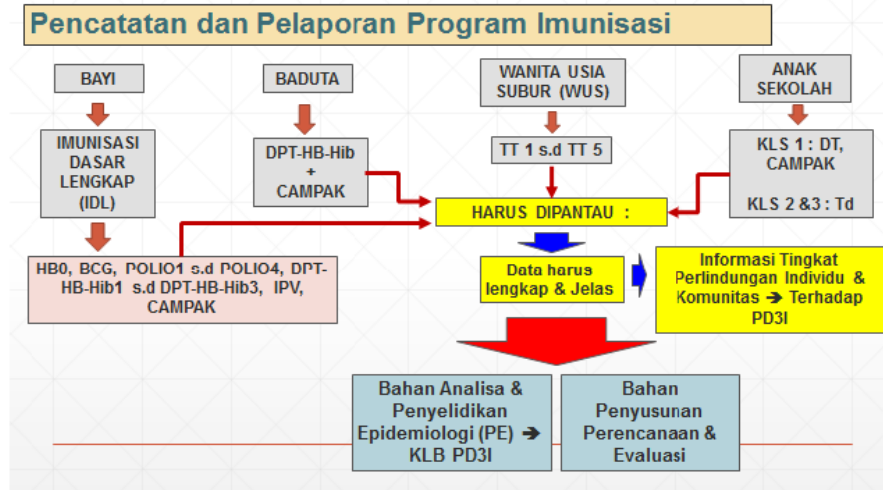 Pencatatan dan Pelaporan Program Imunisasi
BAYI
BADUTA
WANITA USIA
SUBUR (WUS)
ANAK
SEKOLAH
IMUNISASI
DASAR
LENGKAP
(IDL)
DPT-HB-Hib
+
CAMPAK
TT 1 s.d TT 5
KLS 1 : DT,
CAMPAK
KLS 2 &3 : Td
HARUS DIPANTAU :
HB0, BCG, POLIO1 s.d POLIO4, DPT-
HB-Hib1 s.d DPT-HB-Hib3, IPV,
CAMPAK
Data harus
lengkap & Jelas
Informasi Tingkat
Perlindungan Individu &
Komunitas ➔ Terhadap
PD3I
Bahan Analisa &
Penyelidikan
Epidemiologi (PE) ➔
KLB PD3I
Bahan
Penyusunan
Perencanaan &
Evaluasi